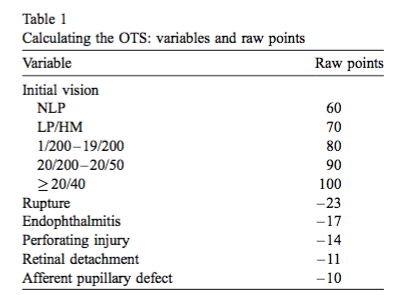 Table 1
Calculating the OTS: variables and raw points
Variable Raw points
Initial vision
NLP 60
LP/HM 70
1/200–19/200 80
20/200–20/50 90
≥ 20/40 100
Rupture −23
Endophthalmitis −17
Perforating injury −14
Retinal detachment −11
Afferent pupillary defect −10